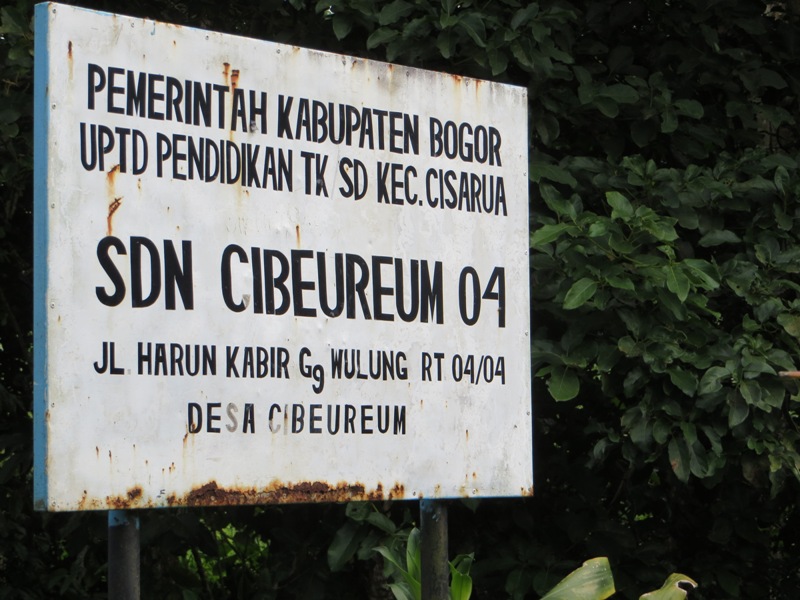 PEMERINTAH KABUPATEN BOGOR
UPTD PENDIDIKAN TK/SD KEC. CISARUA
SDN CIBEUREUM 04
JL. HARUN KABIR Gg WULUNG RT 04/04
DESA CIBEUREUM